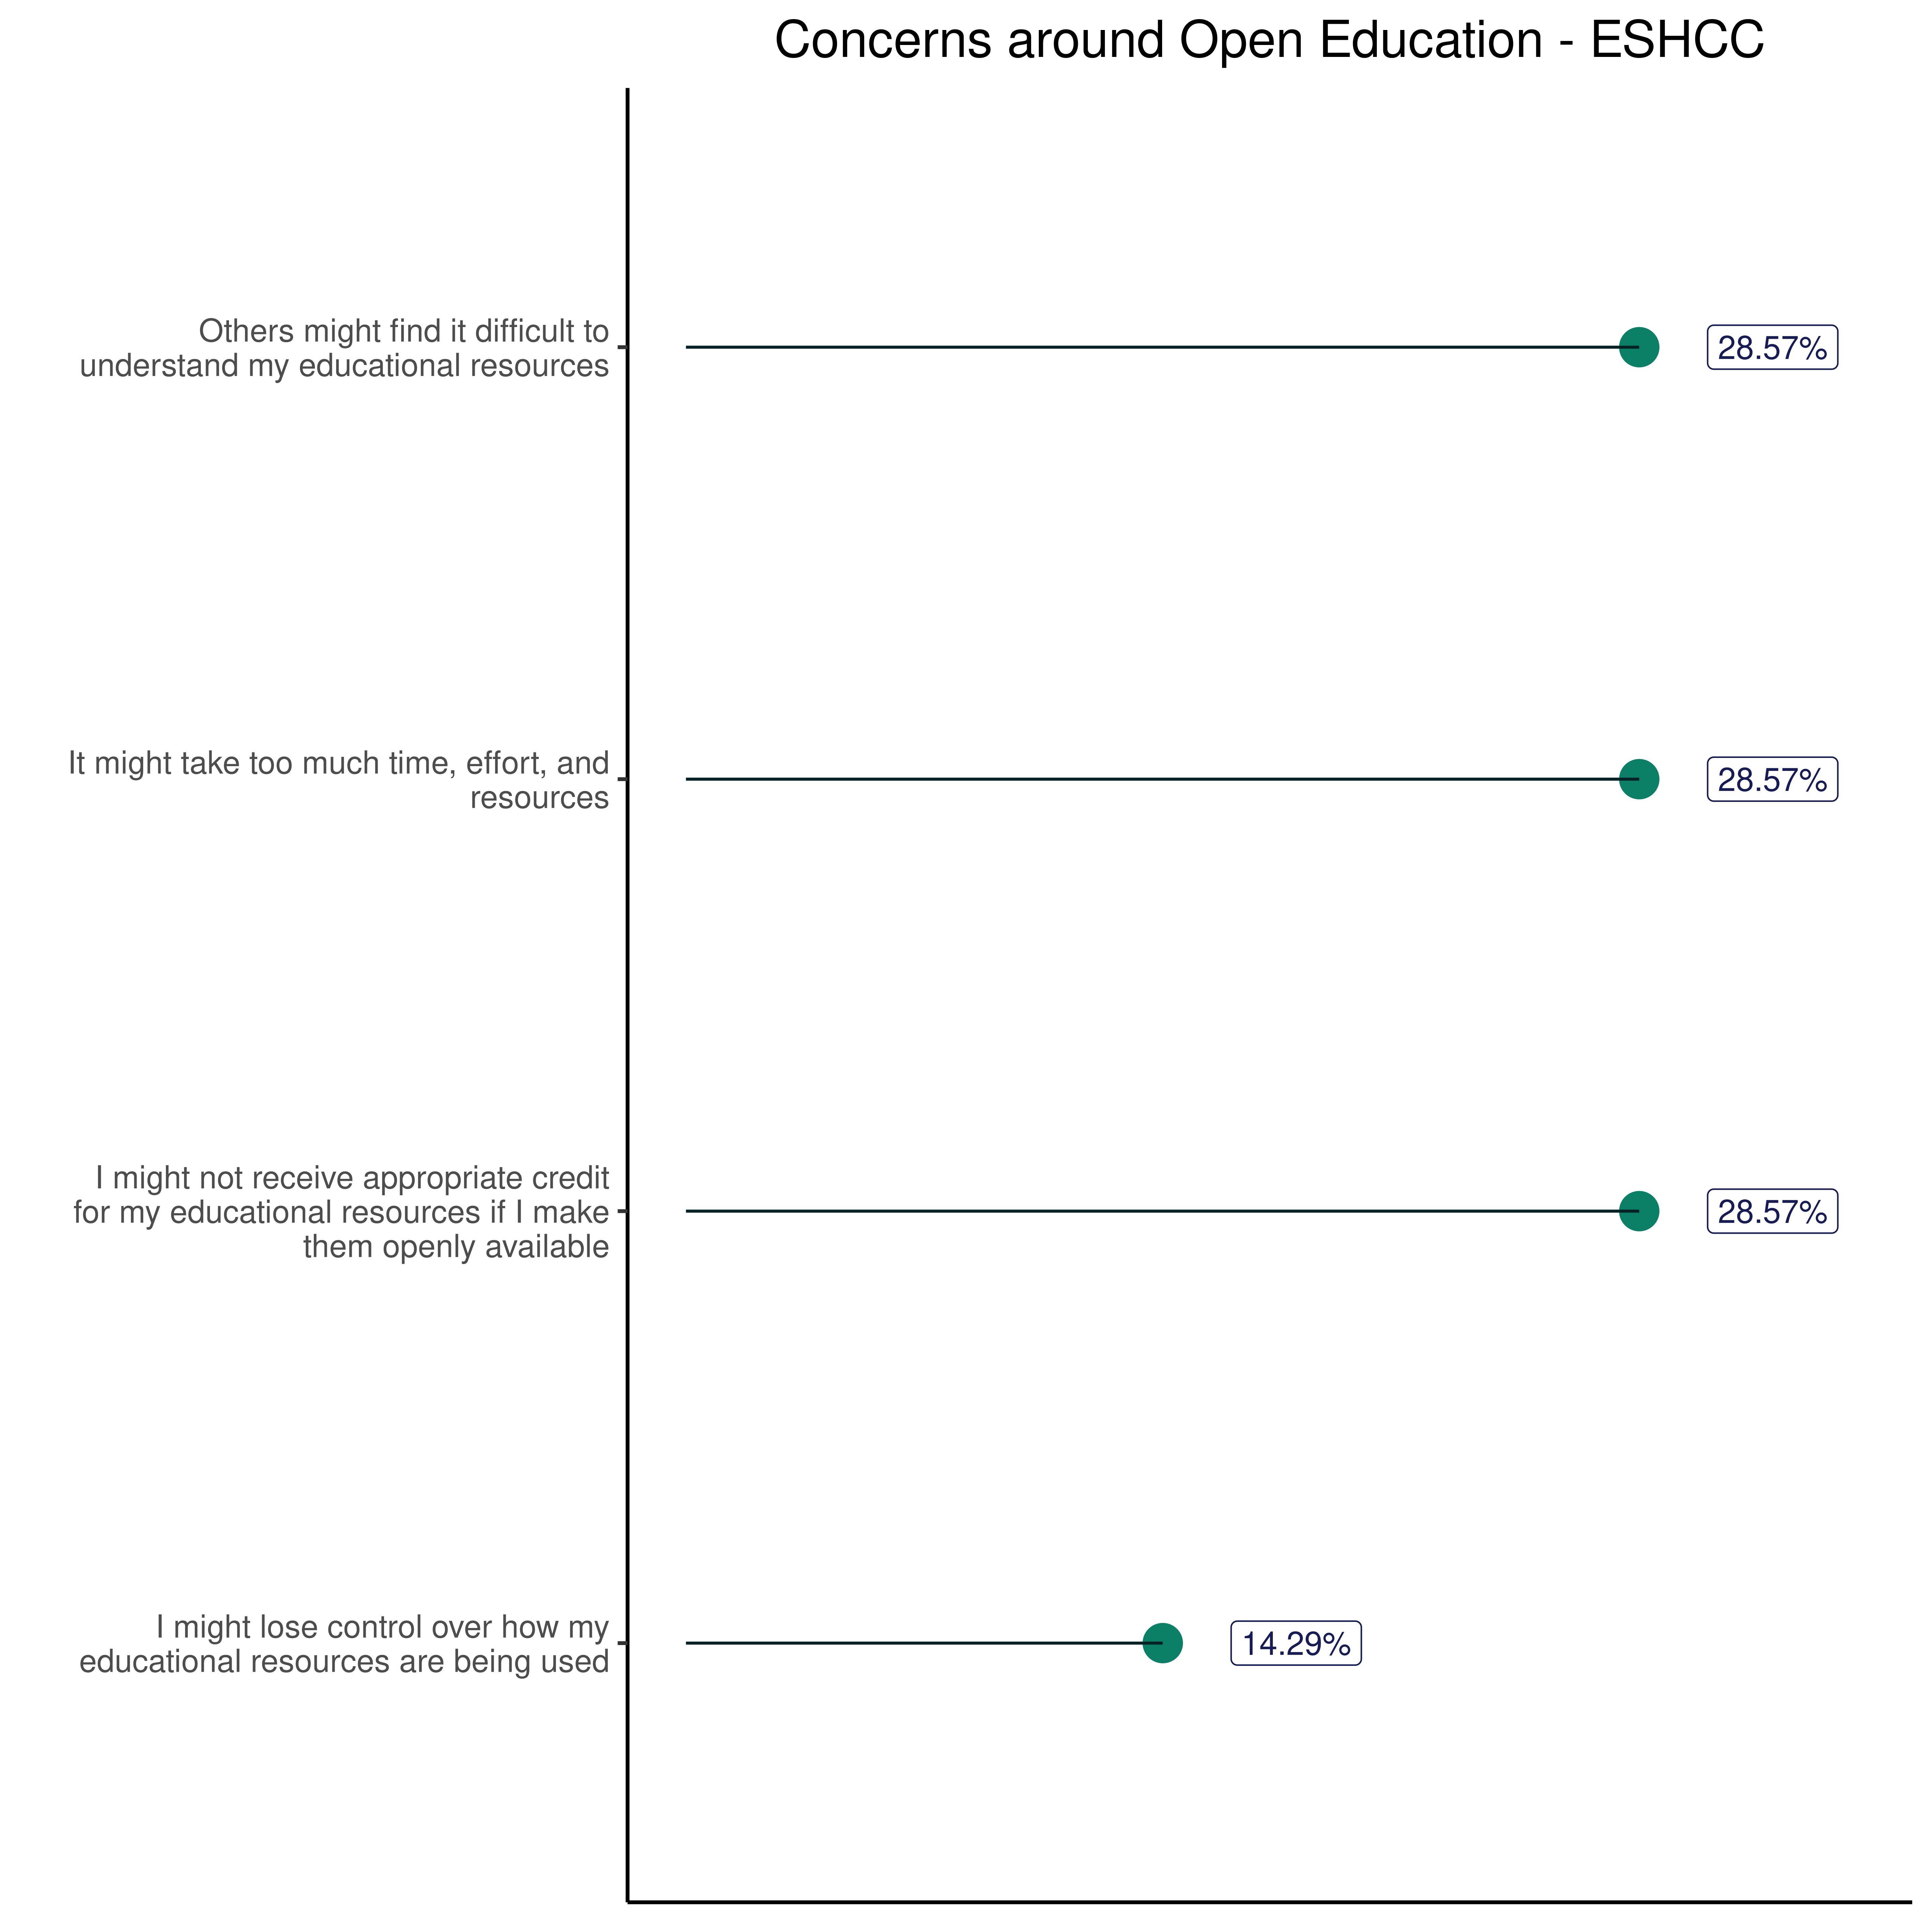 Concerns around Open Education - ESHCC
Others might find it difficult to
understand my educational resources
28.57%
It might take too much time, effort, and
resources
28.57%
I might not receive appropriate credit
for my educational resources if I make
them openly available
28.57%
I might lose control over how my
educational resources are being used
14.29%